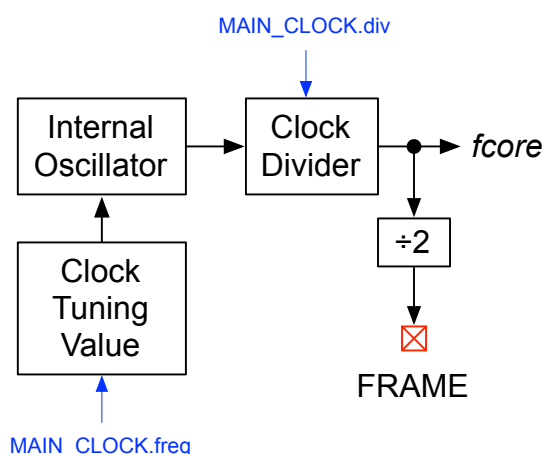 MAIN_CLOCK.div
Internal
Oscillator
Clock
Divider
fcore
÷2
Clock
Tuning
Value
FRAME
MAIN_CLOCK.freq